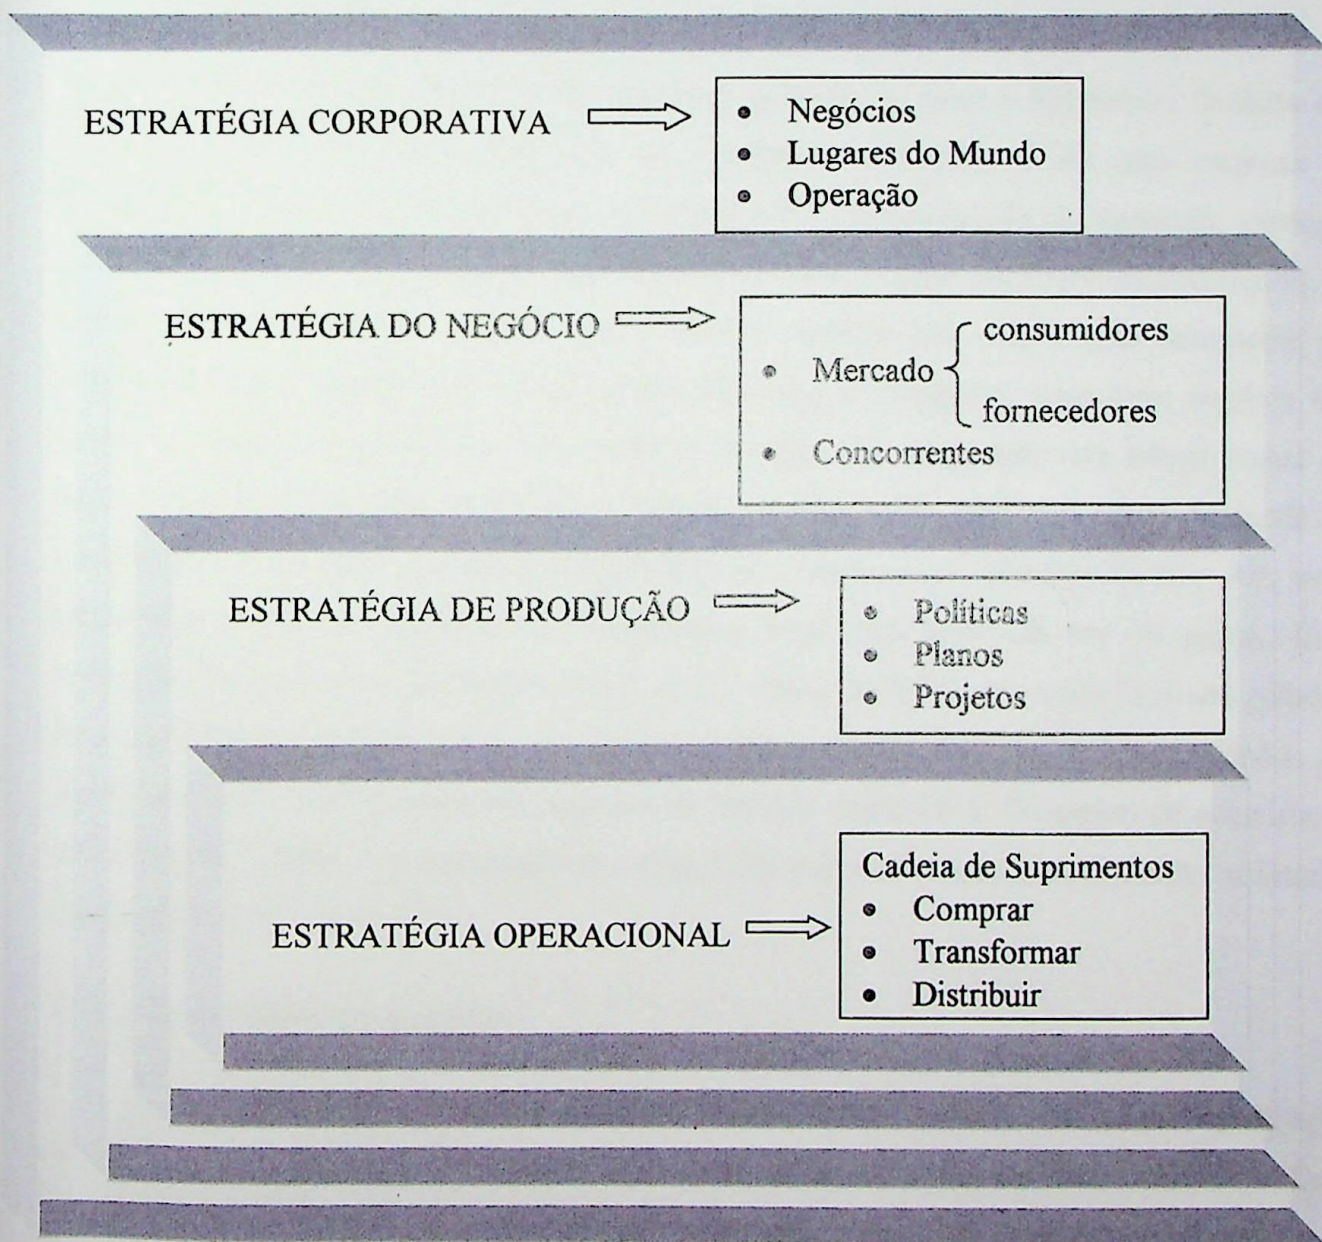 ESTRATÉGIA CORPORATIVA
• Negócios
• Lugares do Mundo
• Operação
ESTRATÉGIA DO NEGÓCIO
• Mercado
consumidores
fornecedores
• Concorrentes
ESTRATÉGIA DE PRODUÇÃO
• Políticas
• Planos
• Projetos
ESTRATÉGIA OPERACIONAL
Cadeia de Suprimentos
• Comprar
• Transformar
• Distribuir